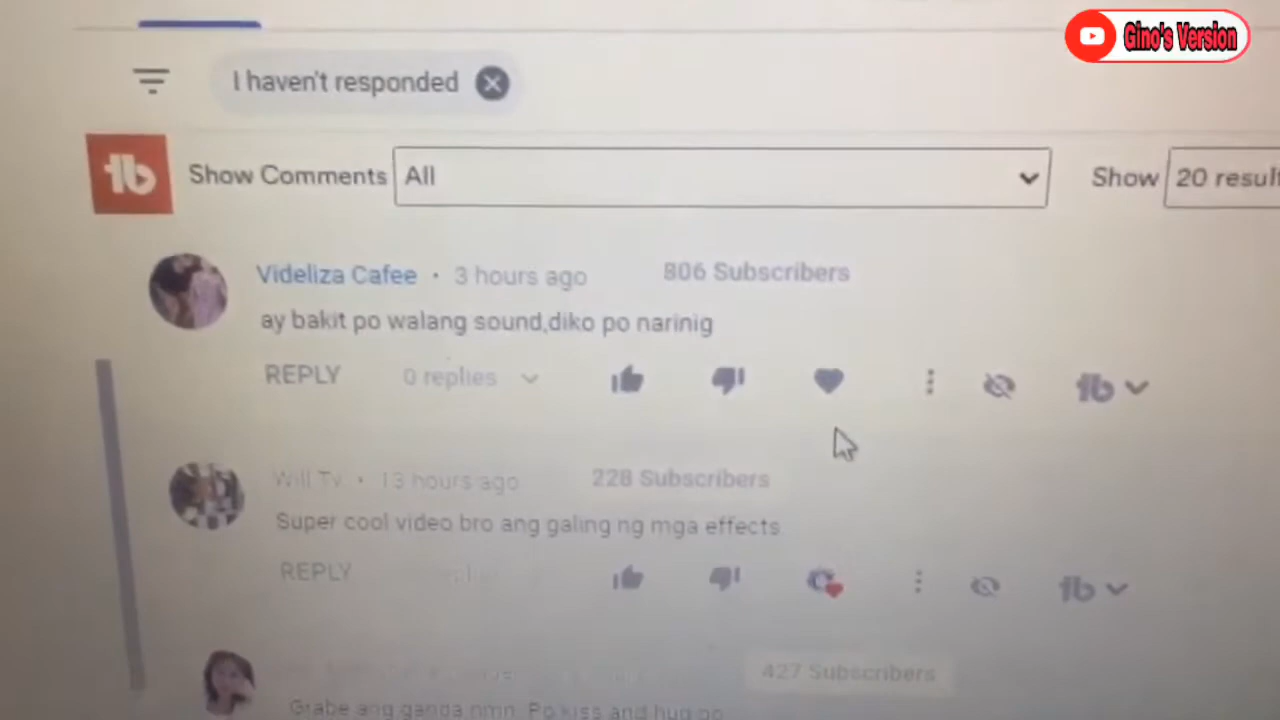 Gino's Version
I haven't responded
Show Comments All Show 20 result
Videliza Cafee • 3 hours ago 806 Subscribers
ay bakit po walang sound,diko po narinig
REPLY 0 replies
Will Tv • 13 hours ago 228 Subscribers
Super cool video bro ang galing ng mga effects
REPLY
427 Subscribers
Grabe ang ganda nmn. Po kiss and hug po